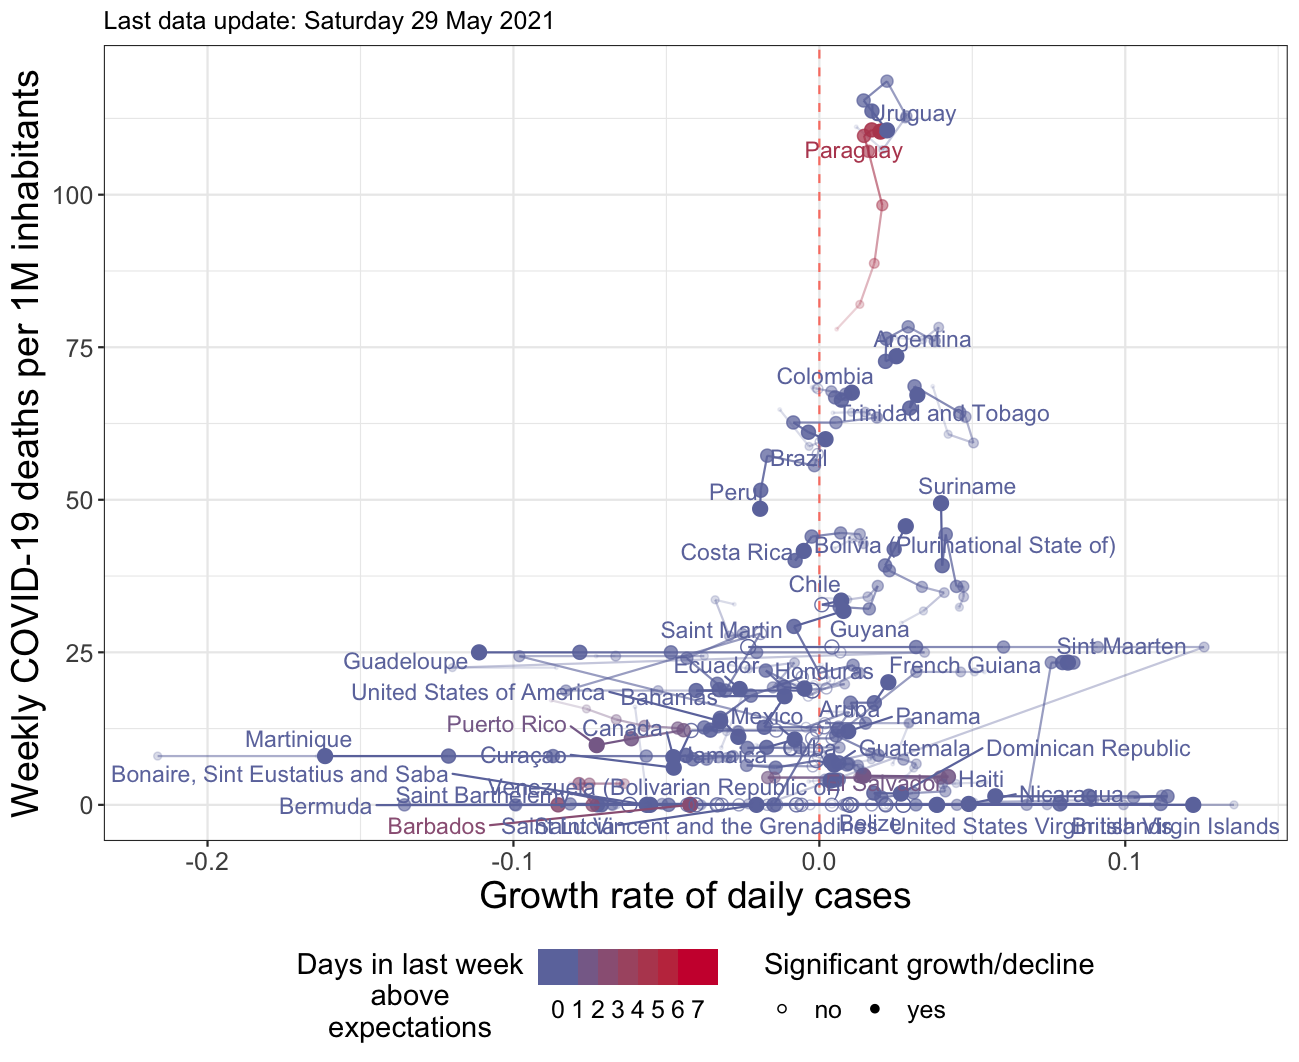 Last data update: Saturday 29 May 2021
Weekly COVID-19 deaths per 1M inhabitants
100
75
50
25
0
Uruguay
Paraguay
Argentina
Colombia
Trinidad and Tobago
Brazil
Peru
Suriname
Costa Rica
Bolivia (Plurinational State of)
Chile
Saint Martin
Guyana
Sint Maarten
Guadeloupe
Ecuador
Honduras
French Guiana
United States of America
Bahamas
Aruba
Mexico
Panama
Puerto Rico
Canada
Martinique
Curaçao
Jamaica
Cuba
Guatemala
Dominican Republic
Bonaire, Sint Eustatius and Saba
Venezuela (Bolivarian Republic of)
El Salvador
Haiti
Saint Barthelemy
Nicaragua
Bermuda
Barbados
Saint Lucia
Saint Vincent and the Grenadines
Belize
United States Virgin Islands
British Virgin Islands
-0.2
-0.1
0.0
0.1
Growth rate of daily cases
Days in last week
above
expectations
0 1 2 3 4 5 6 7
Significant growth/decline
no
yes